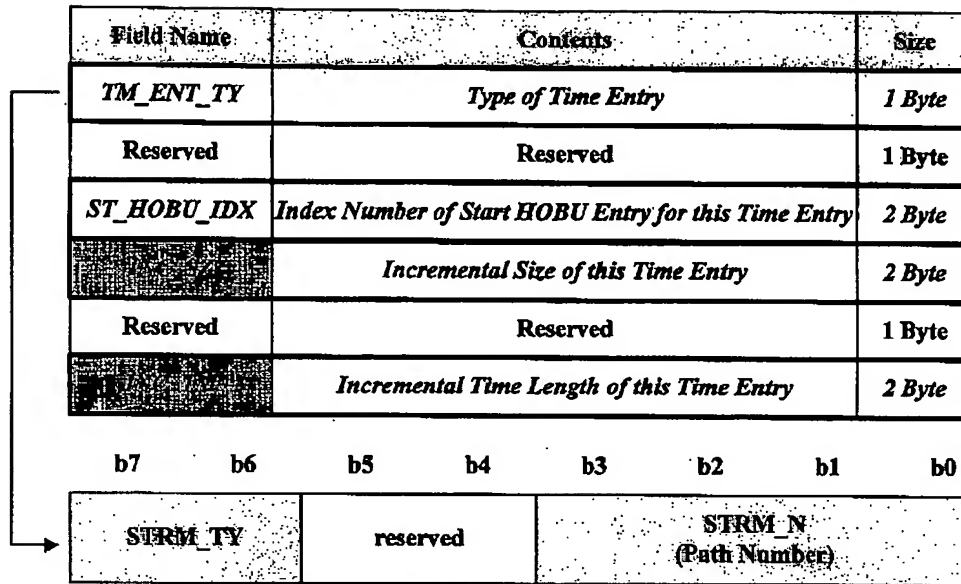 Field Name Contents Size
TM_ENT_TY Type of Time Entry 1 Byte
Reserved Reserved 1 Byte
ST_HOBU_IDX Index Number of Start HOBU Entry for this Time Entry 2 Byte
Incremental Size of this Time Entry 2 Byte
Reserved Reserved 1 Byte
Incremental Time Length of this Time Entry 2 Byte
b7 b6 b5 b4 b3 b2 b1 b0
STRM_TY reserved STRM_N
(Path Number)